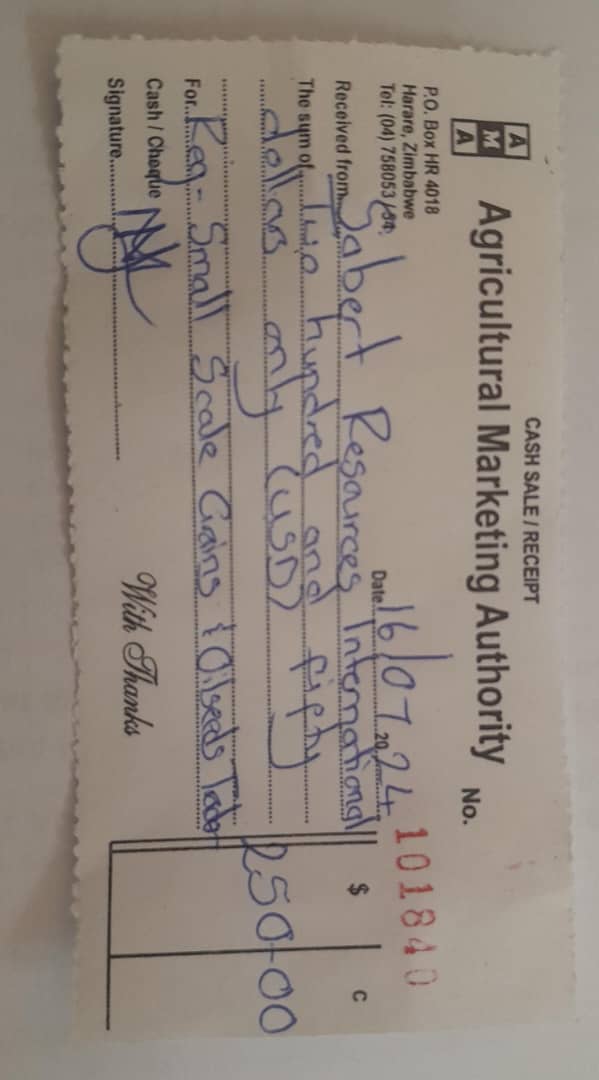 CASH SALE / RECEIPT
A M A Agricultural Marketing Authority No. 101840
P.O. Box HR 4018
Harare, Zimbabwe
Tel: (04) 758053 Date 16/07 20 24
Received from Sabert Resources International $ c
The sum of Two hundred and fifty
dollars only (USD)
250-00
For Reg - Small Scale Grains & Oilseeds Trader
Cash / Cheque
Signature
With Thanks